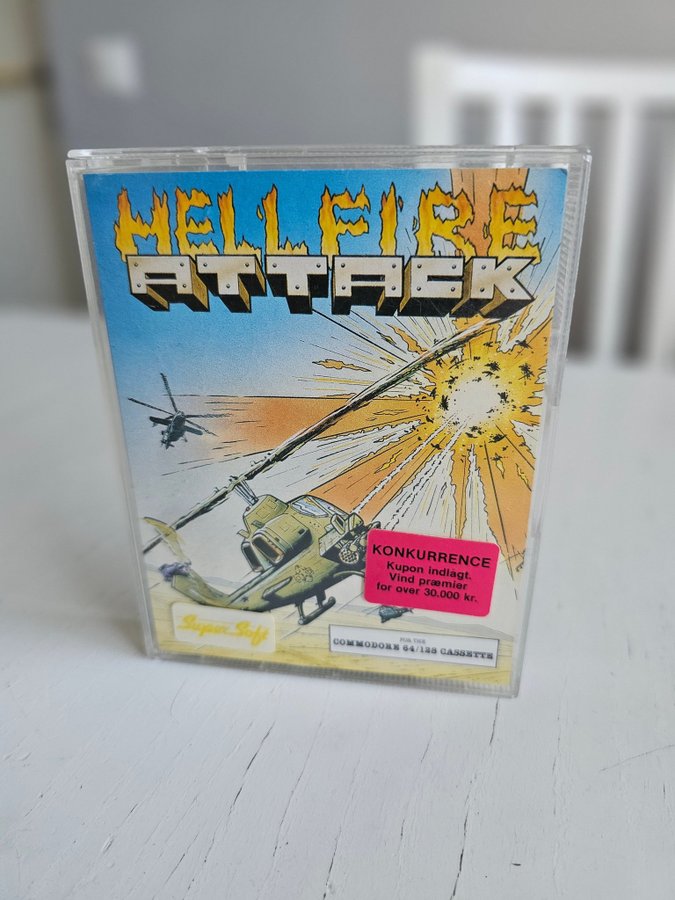 HELLFIRE
ATTACK
KONKURRENCE
Kupon indlagt.
Vind præmier
for over 30.000 kr.
Super Soft
FOR THE
COMMODORE 64/128 CASSETTE